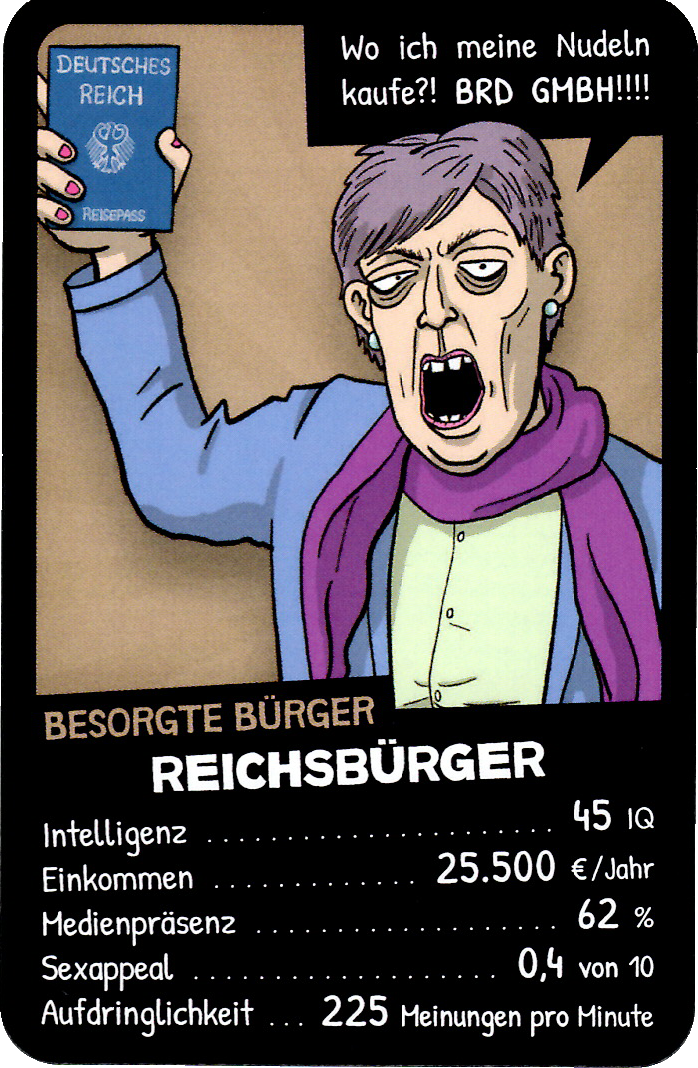 Wo ich meine Nudeln
kaufe?! BRD GMBH!!!!
DEUTSCHES
REICH
REISEPASS
BESORGTE BÜRGER
REICHSBÜRGER
Intelligenz ...................... 45 IQ
Einkommen ............. 25.500 €/Jahr
Medienpräsenz ................... 62 %
Sexappeal ................... 0,4 von 10
Aufdringlichkeit ... 225 Meinungen pro Minute